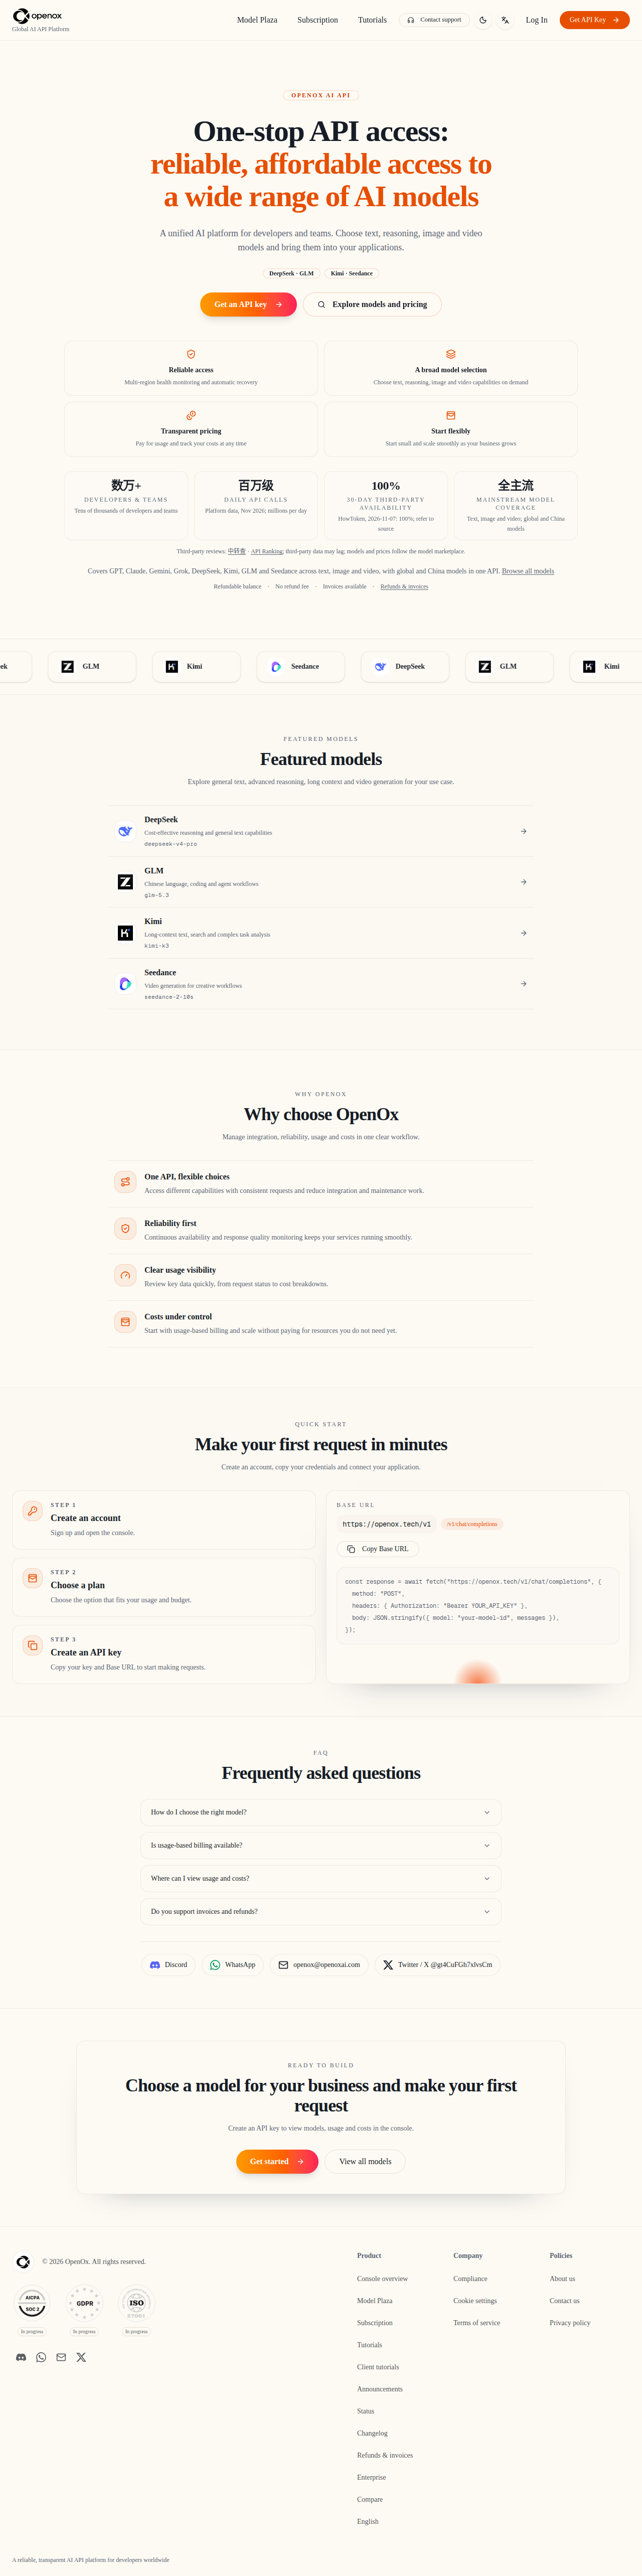 openox
Global AI API Platform
Model Plaza
Subscription
Tutorials
Contact support
Log In
Get API Key
OPENOX AI API
One-stop API access:
reliable, affordable access to
a wide range of AI models
A unified AI platform for developers and teams. Choose text, reasoning, image and video
models and bring them into your applications.
DeepSeek · GLM
Kimi · Seedance
Get an API key
Explore models and pricing
Reliable access
Multi-region health monitoring and automatic recovery
A broad model selection
Choose text, reasoning, image and video capabilities on demand
Transparent pricing
Pay for usage and track your costs at any time
Start flexibly
Start small and scale smoothly as your business grows
数万+
DEVELOPERS & TEAMS
Tens of thousands of developers and teams
百万级
DAILY API CALLS
Platform data, Nov 2026; millions per day
100%
30-DAY THIRD-PARTY
AVAILABILITY
HowToken, 2026-11-07: 100%; refer to
source
全主流
MAINSTREAM MODEL
COVERAGE
Text, image and video; global and China
models
Third-party reviews: 中转查 · API Ranking; third-party data may lag; models and prices follow the model marketplace.
Covers GPT, Claude, Gemini, Grok, DeepSeek, Kimi, GLM and Seedance across text, image and video, with global and China models in one API. Browse all models
Refundable balance · No refund fee · Invoices available · Refunds & invoices
ek
GLM
Kimi
Seedance
DeepSeek
GLM
Kimi
FEATURED MODELS
Featured models
Explore general text, advanced reasoning, long context and video generation for your use case.
DeepSeek
Cost-effective reasoning and general text capabilities
deepseek-v4-pro
GLM
Chinese language, coding and agent workflows
glm-5.3
Kimi
Long-context text, search and complex task analysis
kimi-k3
Seedance
Video generation for creative workflows
seedance-2-10s
WHY OPENOX
Why choose OpenOx
Manage integration, reliability, usage and costs in one clear workflow.
One API, flexible choices
Access different capabilities with consistent requests and reduce integration and maintenance work.
Reliability first
Continuous availability and response quality monitoring keeps your services running smoothly.
Clear usage visibility
Review key data quickly, from request status to cost breakdowns.
Costs under control
Start with usage-based billing and scale without paying for resources you do not need yet.
QUICK START
Make your first request in minutes
Create an account, copy your credentials and connect your application.
STEP 1
Create an account
Sign up and open the console.
STEP 2
Choose a plan
Choose the option that fits your usage and budget.
STEP 3
Create an API key
Copy your key and Base URL to start making requests.
BASE URL
https://openox.tech/v1
/v1/chat/completions
Copy Base URL
const response = await fetch("https://openox.tech/v1/chat/completions", {
method: "POST",
headers: { Authorization: "Bearer YOUR_API_KEY" },
body: JSON.stringify({ model: "your-model-id", messages }),
});
FAQ
Frequently asked questions
How do I choose the right model?
Is usage-based billing available?
Where can I view usage and costs?
Do you support invoices and refunds?
Discord
WhatsApp
openox@openoxai.com
Twitter / X @gt4CuFGh7xlvsCm
READY TO BUILD
Choose a model for your business and make your first
request
Create an API key to view models, usage and costs in the console.
Get started
View all models
© 2026 OpenOx. All rights reserved.
AICPA
SOC 2
GDPR
ISO
27001
In progress
In progress
In progress
Product
Console overview
Model Plaza
Subscription
Tutorials
Client tutorials
Announcements
Status
Changelog
Refunds & invoices
Enterprise
Compare
English
Company
Compliance
Cookie settings
Terms of service
Policies
About us
Contact us
Privacy policy
A reliable, transparent AI API platform for developers worldwide